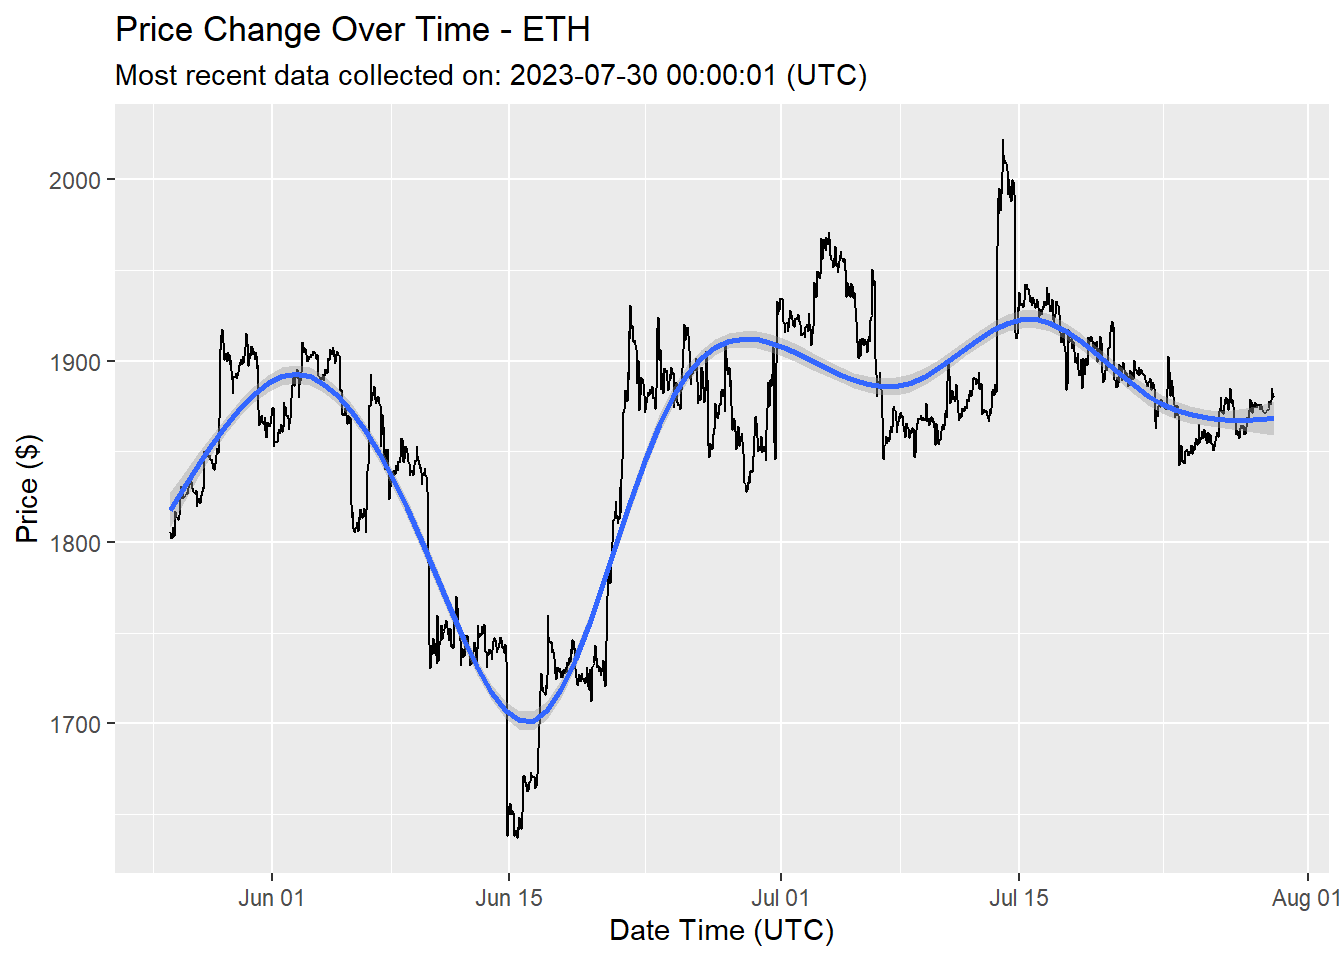 Price Change Over Time - ETH
Most recent data collected on: 2023-07-30 00:00:01 (UTC)
Price ($)
2000
1900
1800
1700
Jun 01
Jun 15
Jul 01
Jul 15
Aug 01
Date Time (UTC)